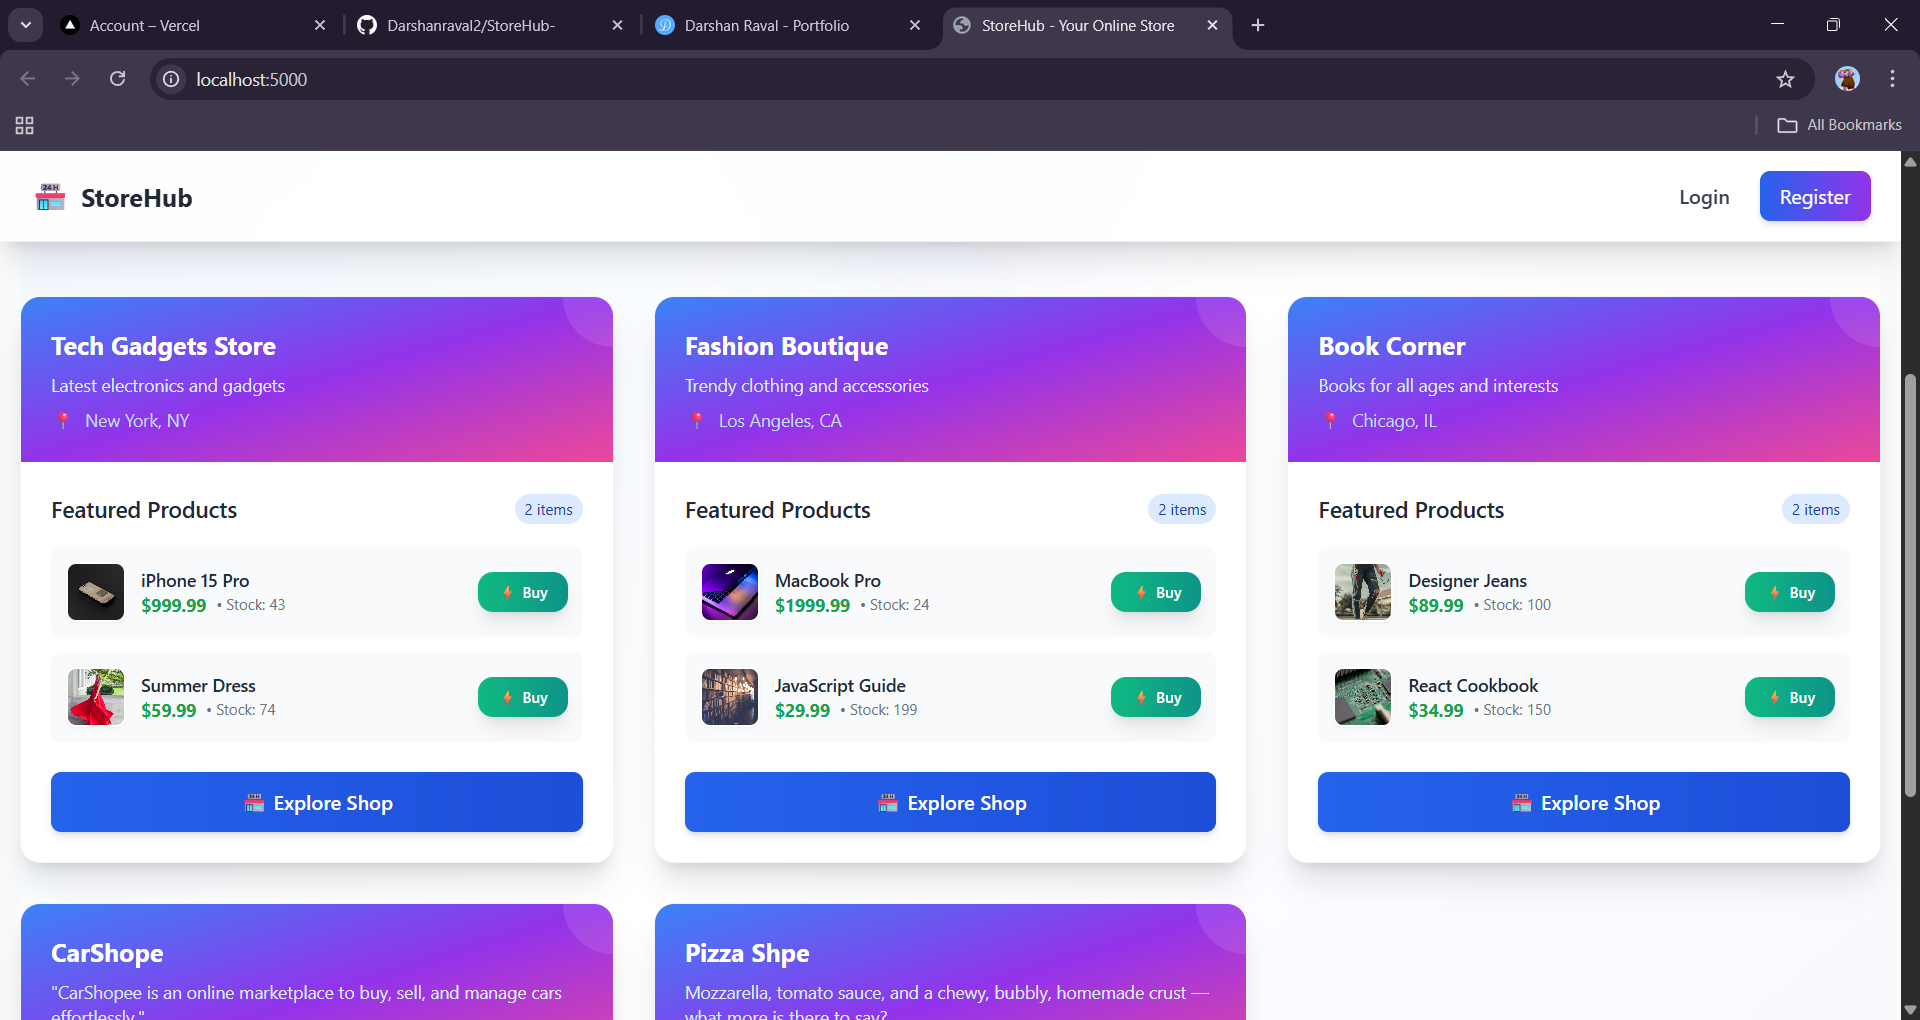 Account – Vercel
Darshanraval2/StoreHub-
Darshan Raval - Portfolio
StoreHub - Your Online Store
localhost:5000
All Bookmarks
StoreHub
Login
Register
Tech Gadgets Store
Latest electronics and gadgets
New York, NY
Featured Products
2 items
iPhone 15 Pro
$999.99 • Stock: 43
Buy
Summer Dress
$59.99 • Stock: 74
Buy
Explore Shop
Fashion Boutique
Trendy clothing and accessories
Los Angeles, CA
Featured Products
2 items
MacBook Pro
$1999.99 • Stock: 24
Buy
JavaScript Guide
$29.99 • Stock: 199
Buy
Explore Shop
Book Corner
Books for all ages and interests
Chicago, IL
Featured Products
2 items
Designer Jeans
$89.99 • Stock: 100
Buy
React Cookbook
$34.99 • Stock: 150
Buy
Explore Shop
CarShope
"CarShopee is an online marketplace to buy, sell, and manage cars
effortlessly."
Pizza Shpe
Mozzarella, tomato sauce, and a chewy, bubbly, homemade crust —
what more is there to say?